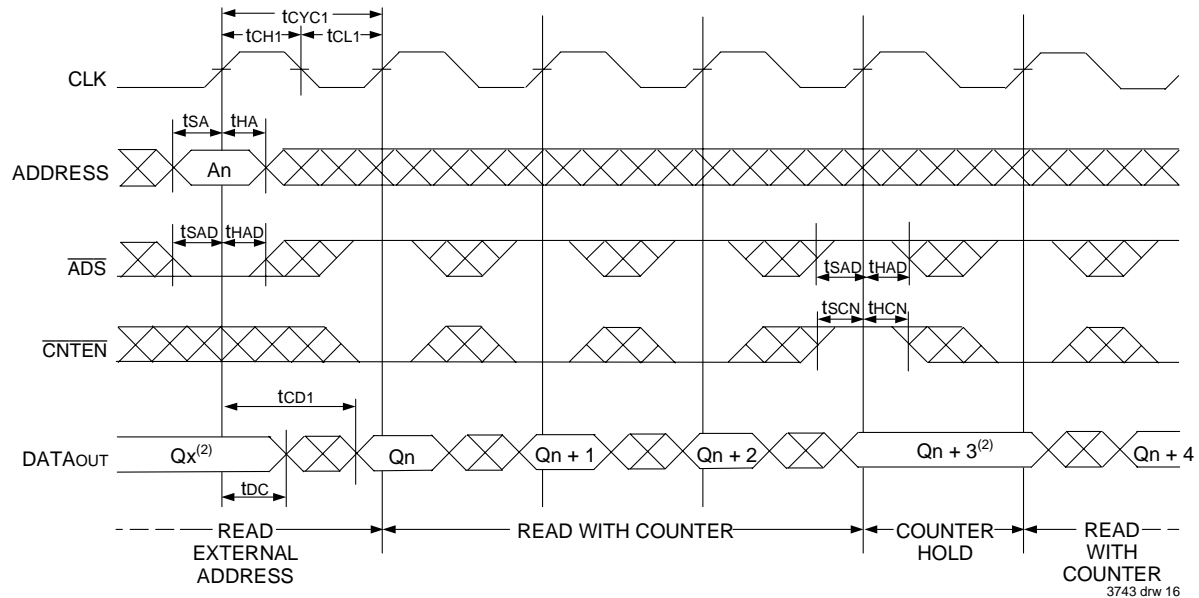 tCYC1
tCH1 tCL1
CLK
tSA tHA
ADDRESS An
tSAD tHAD
ADS
tSAD tHAD
tSCN tHCN
CNTEN
tCD1
DATAOUT Qx(2) Qn Qn + 1 Qn + 2 Qn + 3(2) Qn + 4
tDC
READ EXTERNAL ADDRESS
READ WITH COUNTER
COUNTER HOLD
READ WITH COUNTER
3743 drw 16